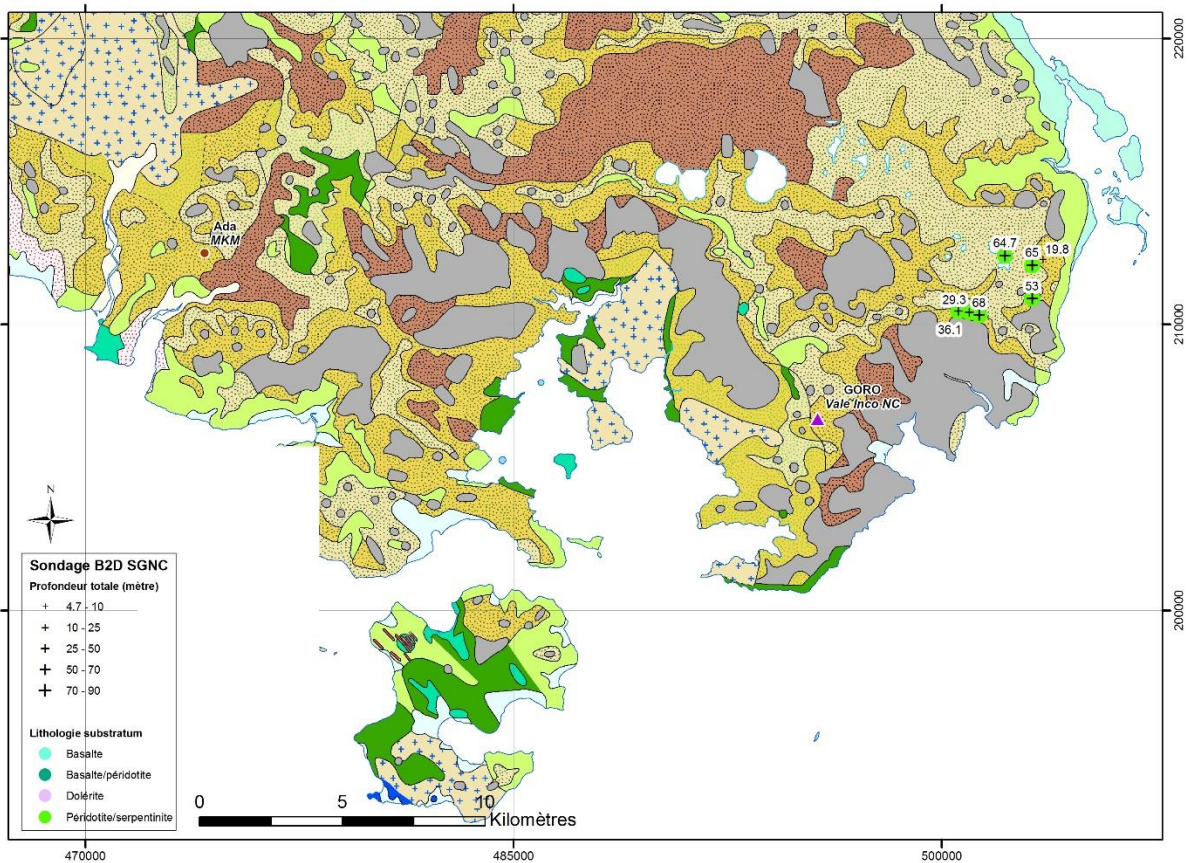 220000
Ada
MKM
64.7
65
19.8
53
29.3
68
36.1
210000
GORO
Vale Inco NC
N
Sondage B2D SGNC
Profondeur totale (mètre)
4.7 - 10
10 - 25
25 - 50
50 - 70
70 - 90
Lithologie substratum
Basalte
Basalte/péridotite
Dolérite
Péridotite/serpentinite
200000
0
5
10
Kilomètres
470000
485000
500000